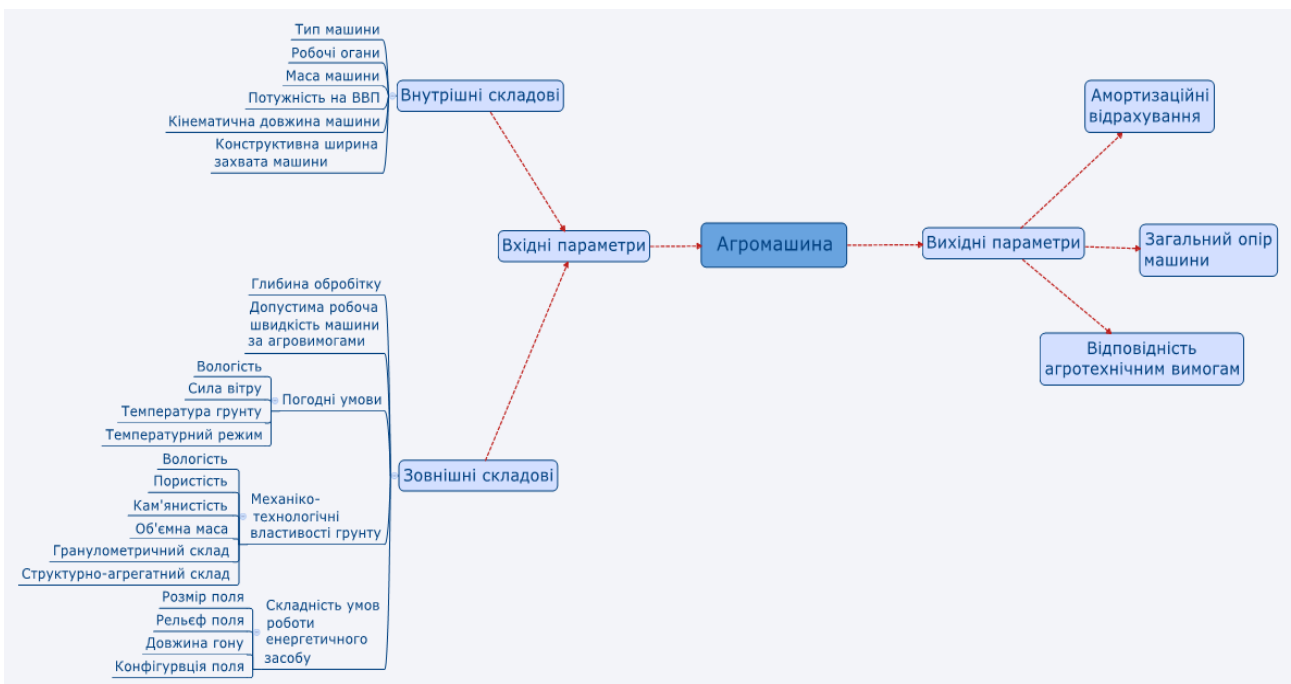 Тип машини
Робочі огани
Маса машини
Потужність на ВВП
Кінематична довжина машини
Конструктивна ширина
захвата машини
Внутрішні складові
Вхідні параметри
Агромашина
Вихідні параметри
Амортизаційні
відрахування
Загальний опір
машини
Відповідність
агротехнічним вимогам
Глибина обробітку
Допустима робоча
швидкість машини
за агровимогами
Вологість
Сила вітру
Температура грунту
Температурний режим
Погодні умови
Зовнішні складові
Вологість
Пористість
Кам'янистість
Об'ємна маса
Гранулометричний склад
Структурно-агрегатний склад
Механіко-
технологічні
властивості грунту
Розмір поля
Рельєф поля
Довжина гону
Конфігурвція поля
Складність умов
роботи
енергетичного
засобу